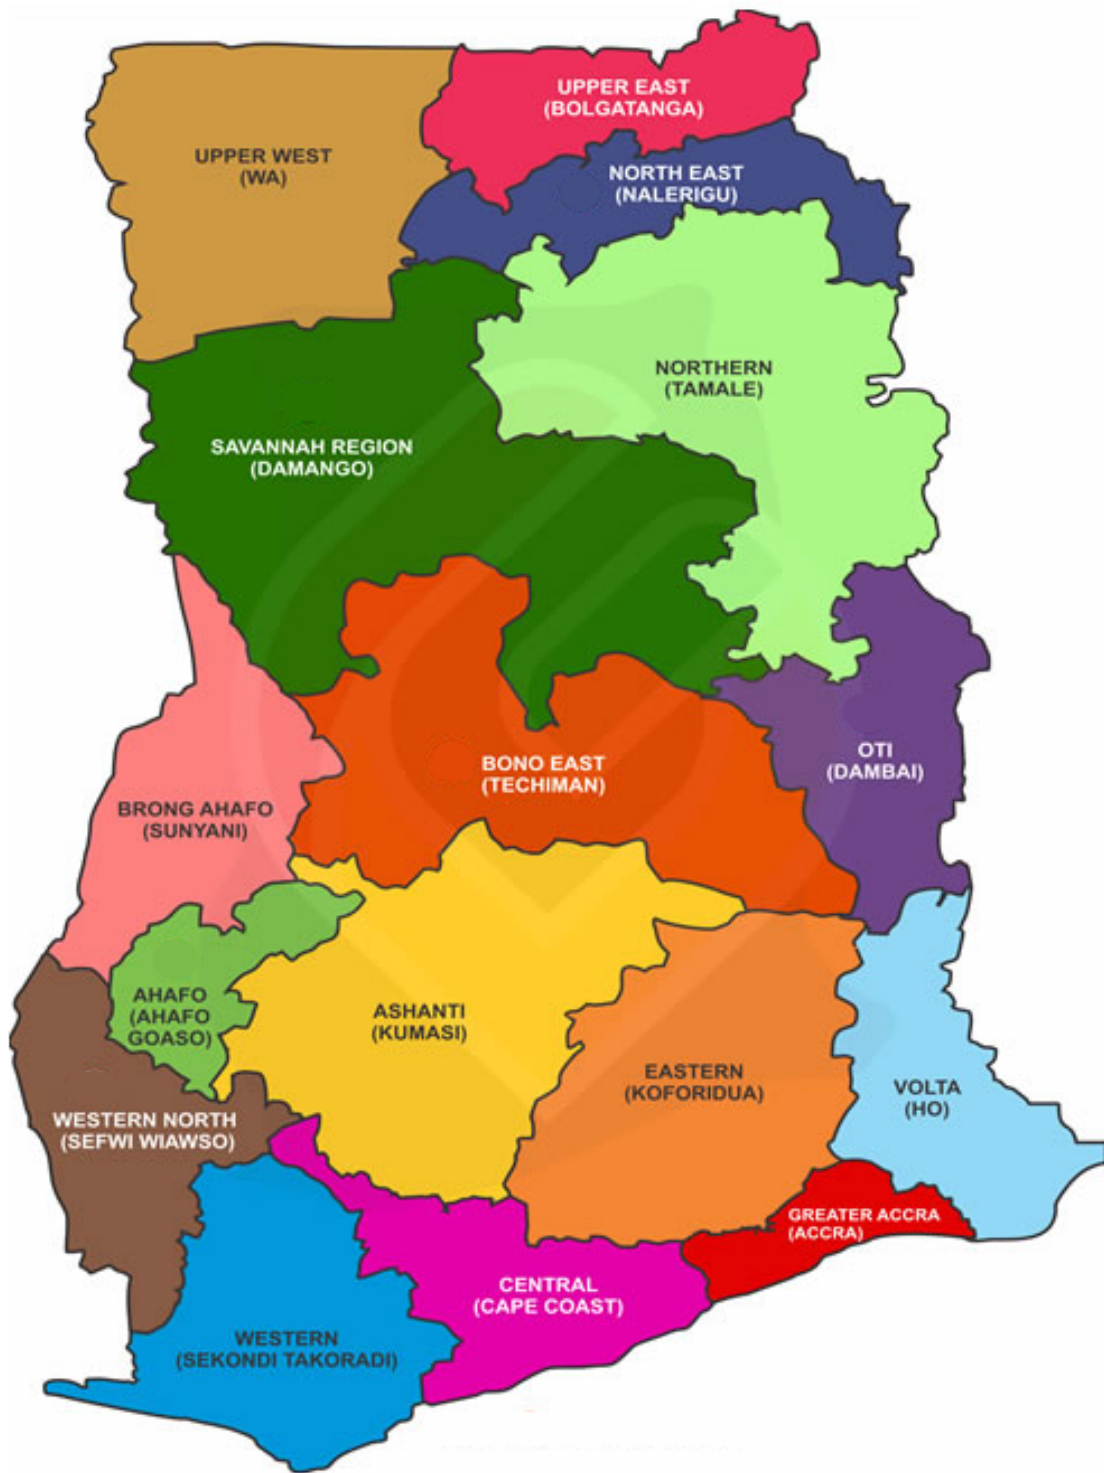 UPPER EAST
(BOLGATANGA)
UPPER WEST
(WA)
NORTH EAST
(NALERIGU)
NORTHERN
(TAMALE)
SAVANNAH REGION
(DAMANGO)
OTI
(DAMBAI)
BONO EAST
(TECHIMAN)
BRONG AHAFO
(SUNYANI)
AHAFO
(AHAFO
GOASO)
ASHANTI
(KUMASI)
EASTERN
(KOFORIDUA)
VOLTA
(HO)
WESTERN NORTH
(SEFWI WIAWSO)
GREATER ACCRA
(ACCRA)
CENTRAL
(CAPE COAST)
WESTERN
(SEKONDI TAKORADI)